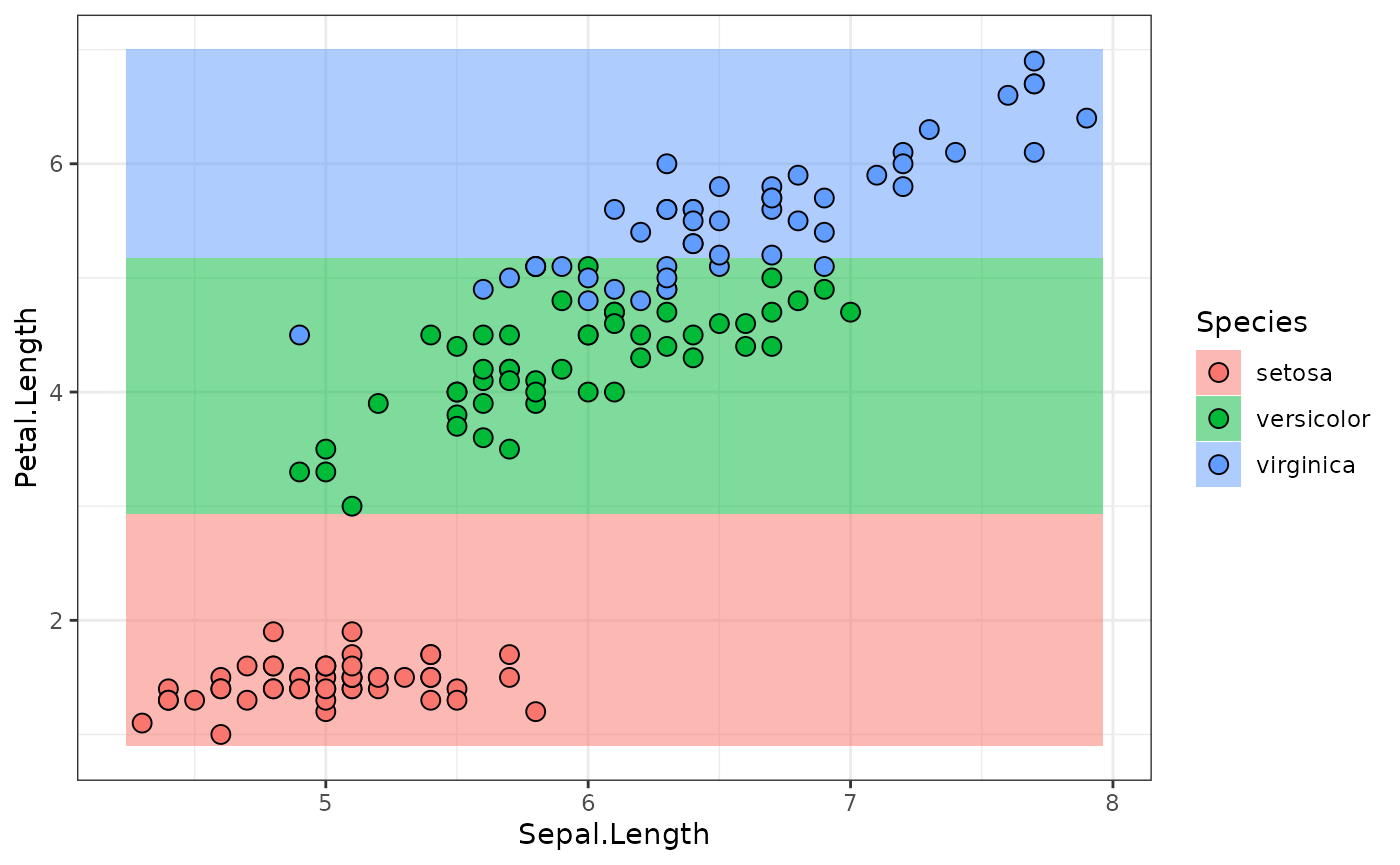 Petal.Length
6
4
2
5 6 7 8
Sepal.Length
Species
setosa
versicolor
virginica